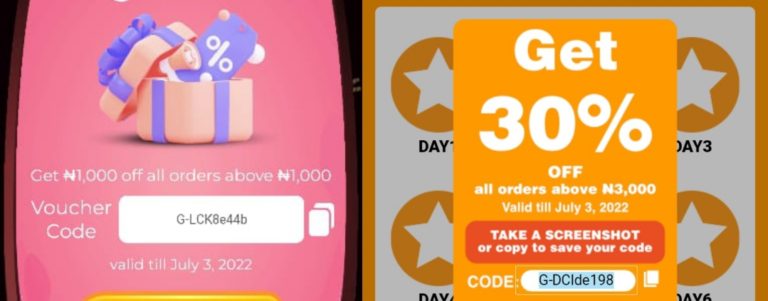 %
Get ₦1,000 off all orders above ₦1,000
Voucher
Code
G-LCK8e44b
valid till July 3, 2022
Get
30%
OFF
all orders above ₦3,000
Valid till July 3, 2022
TAKE A SCREENSHOT
or copy to save your code
CODE: G-DCIde198
DAY1
DAY3
DAY6